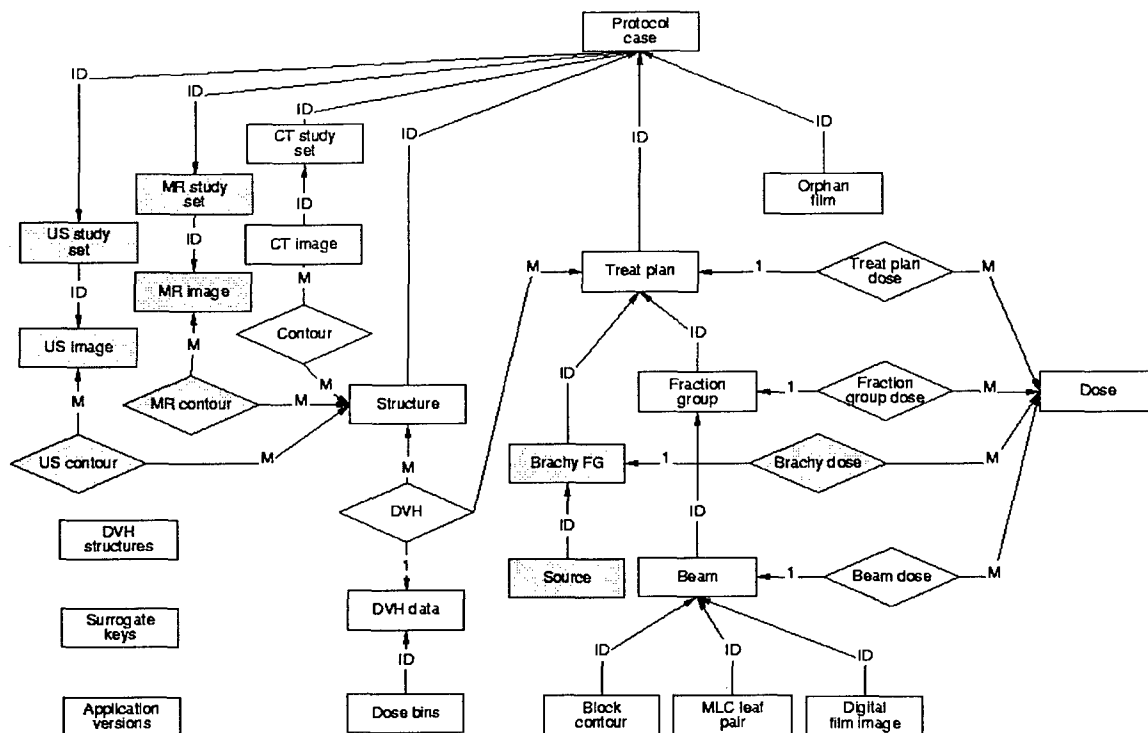 Protocol
case
ID
ID
ID
ID
ID
ID
CT study
set
MR study
set
Orphan
film
US study
set
ID
ID
CT image
ID
M
MR image
M
Treat plan
1
Treat plan
dose
M
US image
M
Contour
ID
ID
M
MR contour
M
M
Structure
Fraction
group
1
Fraction
group dose
M
Dose
US contour
M
M
Brachy FG
1
Brachy dose
M
DVH
ID
ID
DVH
structures
1
Source
Beam
1
Beam dose
M
Surrogate
keys
DVH data
ID
ID
ID
ID
Application
versions
Dose bins
Block
contour
MLC leaf
pair
Digital
film image